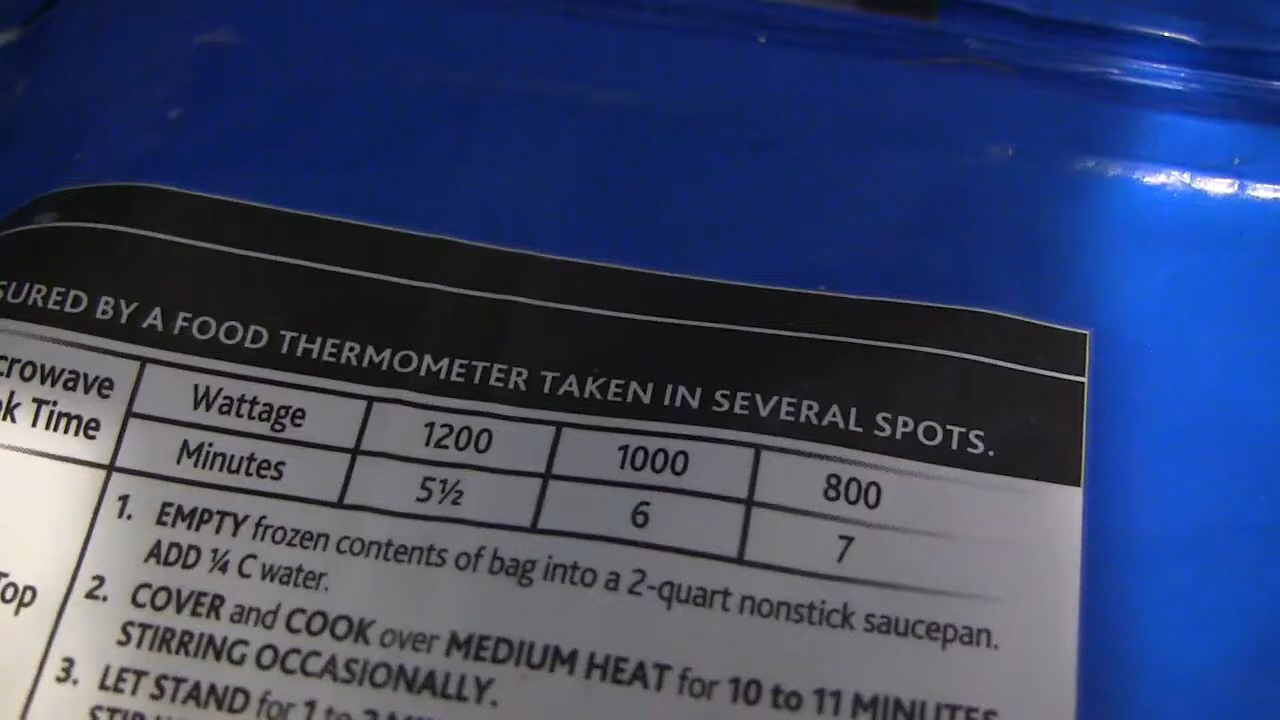 BY A FOOD THERMOMETER TAKEN IN SEVERAL SPOTS.
Time
Wattage 1200 1000 800
Minutes 5½ 6 7
1. EMPTY frozen contents of bag into a 2-quart nonstick saucepan.
ADD ¼ C water.
Top
2. COVER and COOK over MEDIUM HEAT for 10 to 11 MINUTES
STIRRING OCCASIONALLY.
3. LET STAND for 1 to